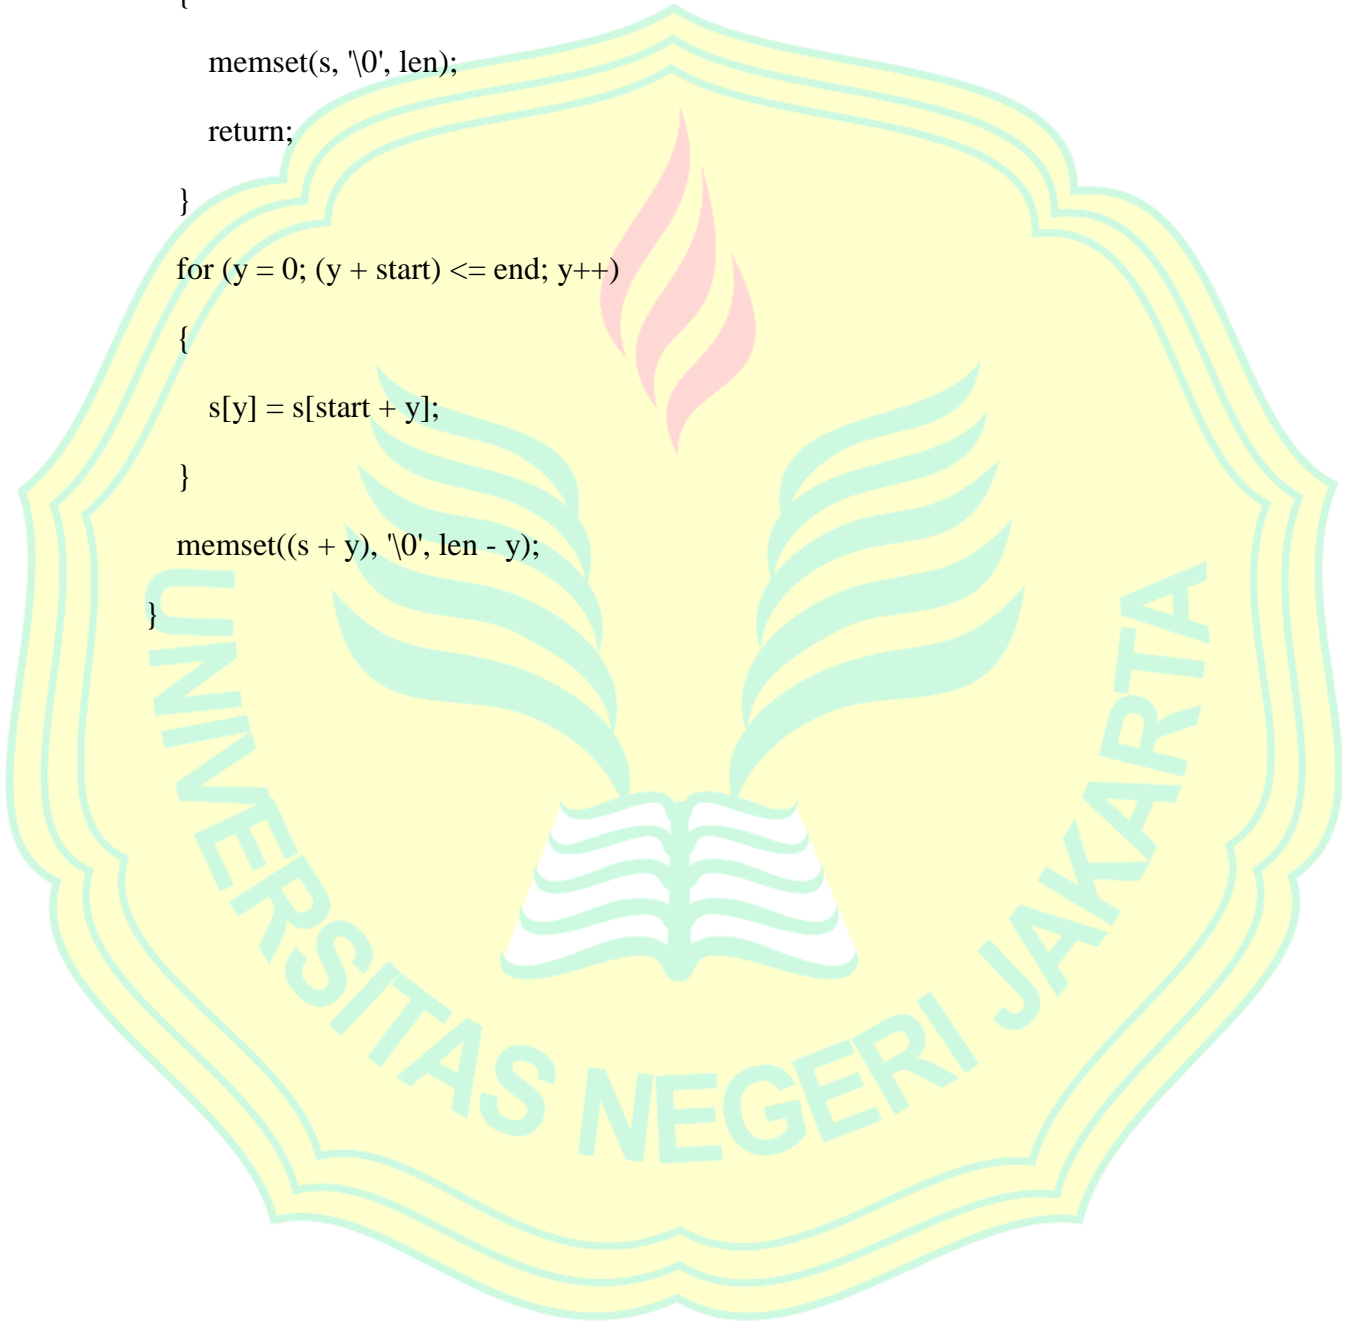 {
memset(s, '\0', len);
return;
}
for (y = 0; (y + start) <= end; y++)
{
s[y] = s[start + y];
}
memset((s + y), '\0', len - y);
}
UNIVERSITAS NEGERI JAKARTA